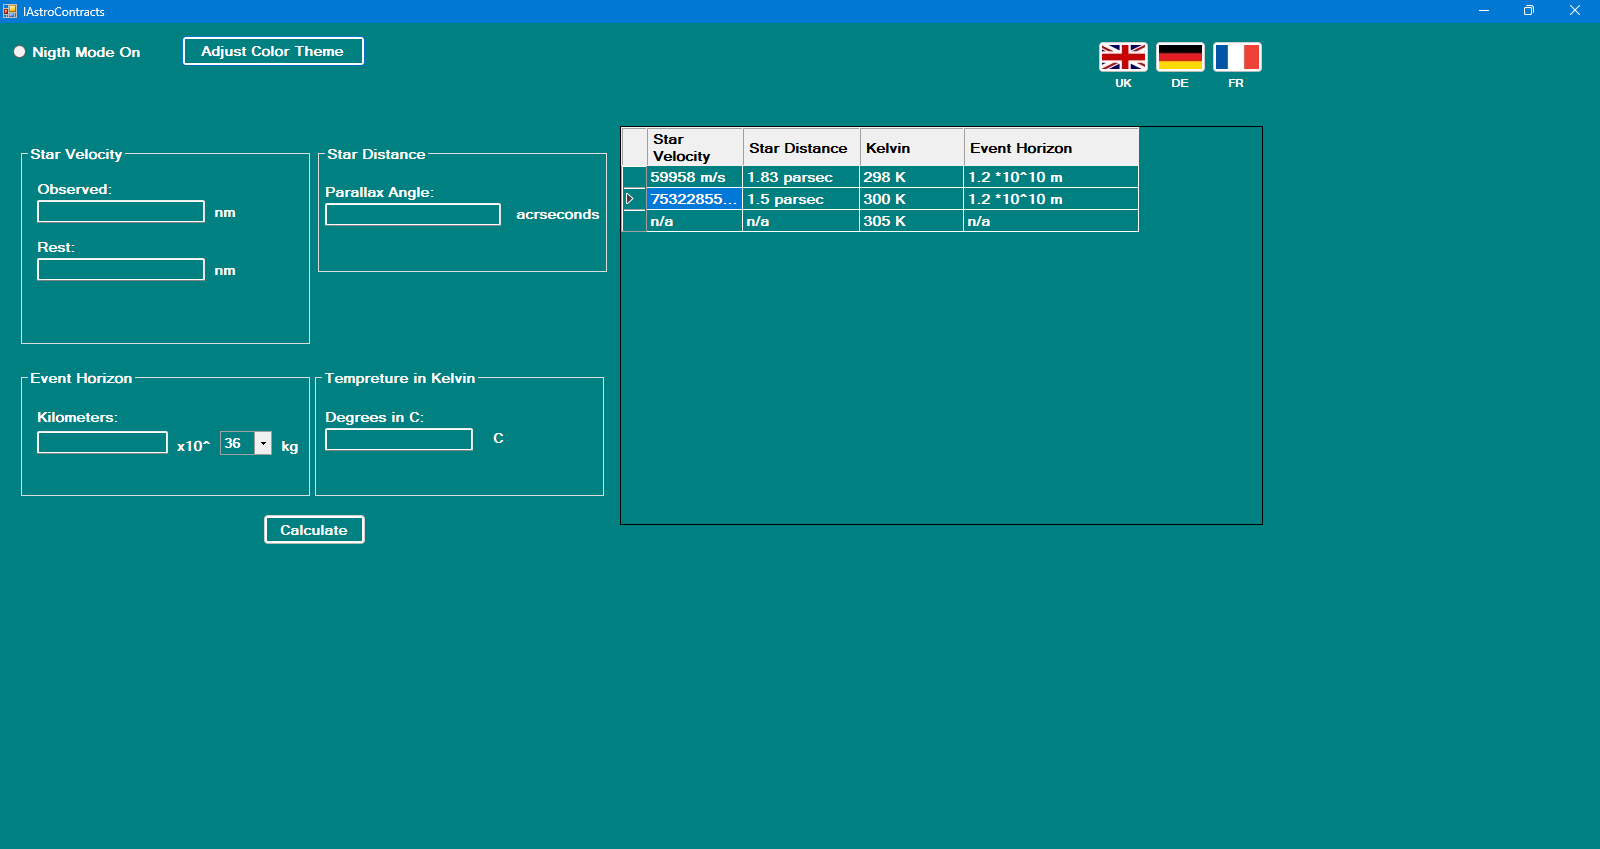 IAstroContracts
Nigth Mode On
Adjust Color Theme
UK DE FR
Star Velocity
Observed:
nm
Rest:
nm
Star Distance
Parallax Angle:
acrseconds
Event Horizon
Kilometers:
x10^ 36 kg
Tempreture in Kelvin
Degrees in C:
C
Calculate
Star Velocity Star Distance Kelvin Event Horizon
59958 m/s 1.83 parsec 298 K 1.2 *10^10 m
75322855... 1.5 parsec 300 K 1.2 *10^10 m
n/a n/a 305 K n/a